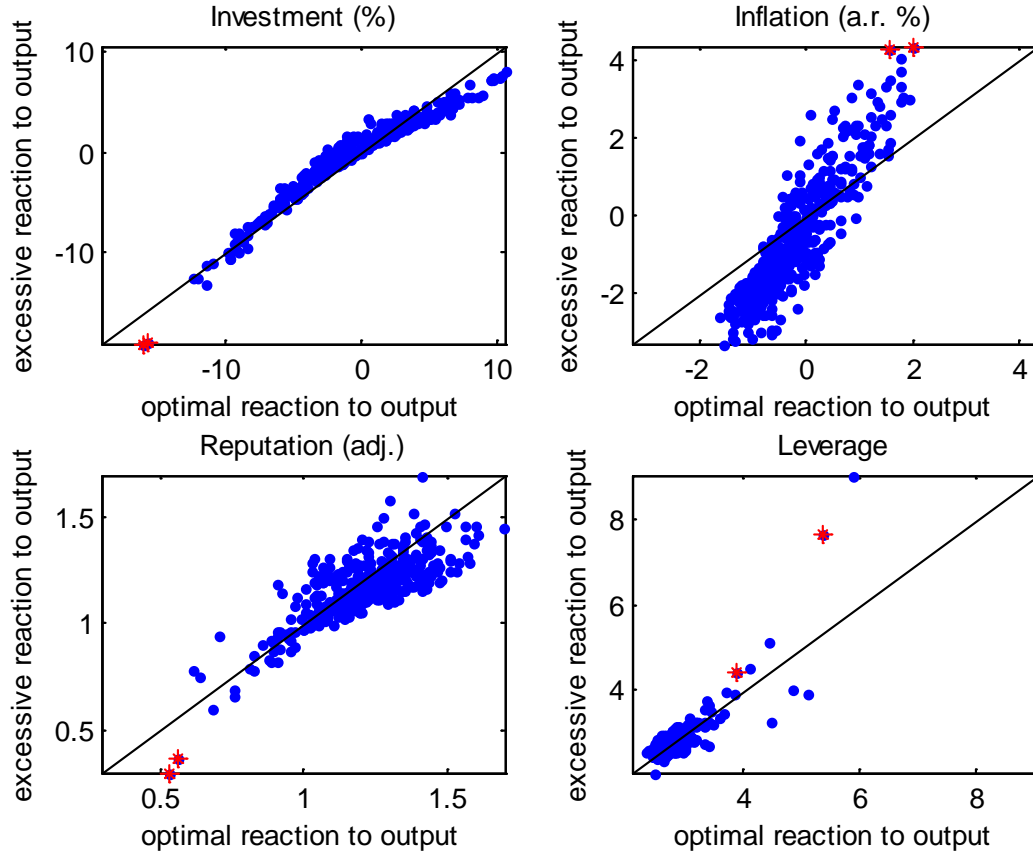 Investment (%)
excessive reaction to output
10
0
-10
-10
0
10
optimal reaction to output
Inflation (a.r. %)
excessive reaction to output
4
2
0
-2
-2
0
2
4
optimal reaction to output
Reputation (adj.)
excessive reaction to output
1.5
1
0.5
0.5
1
1.5
optimal reaction to output
Leverage
excessive reaction to output
8
6
4
4
6
8
optimal reaction to output